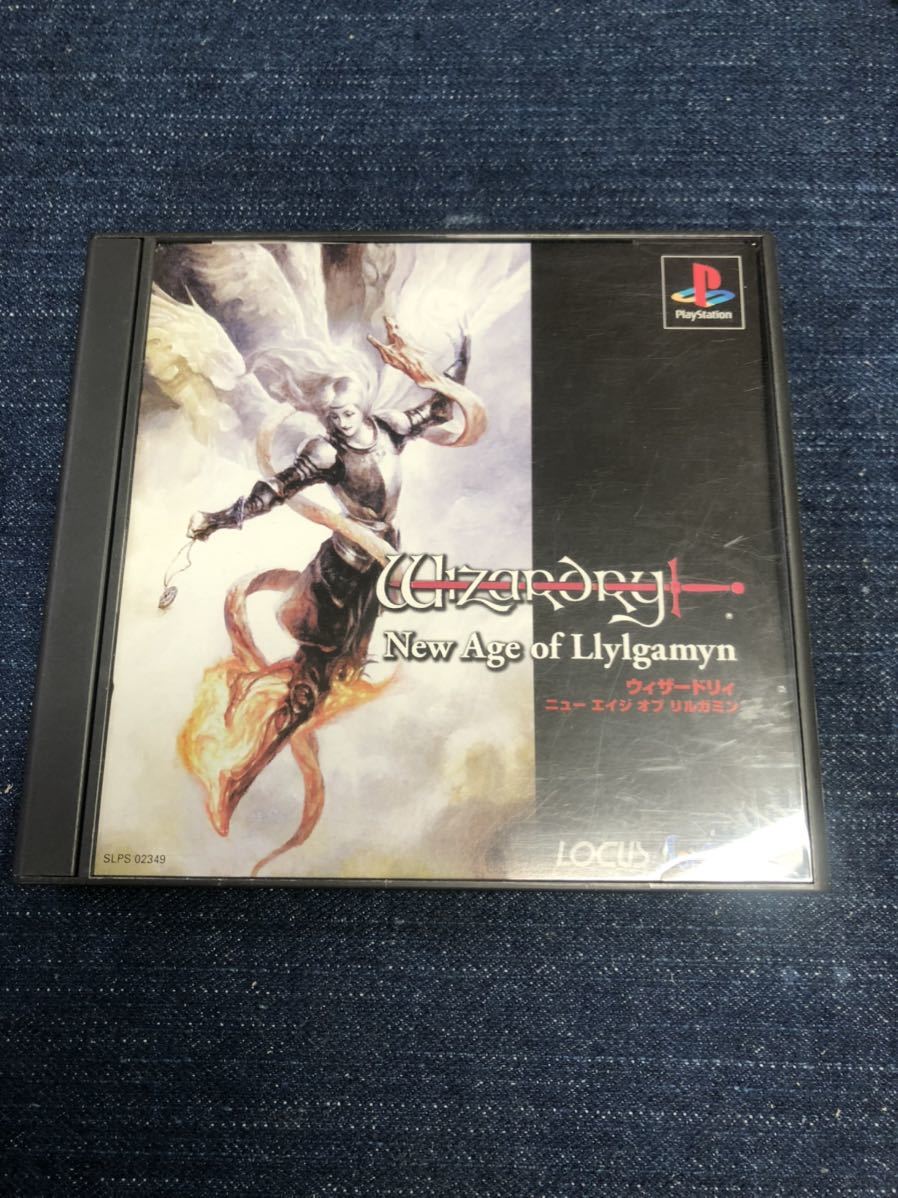 PlayStation
Wizardry
New Age of Llylgamyn
ウィザードリィ
ニュー エイジ オブ リルガミン
LOCUS
SLPS 02349